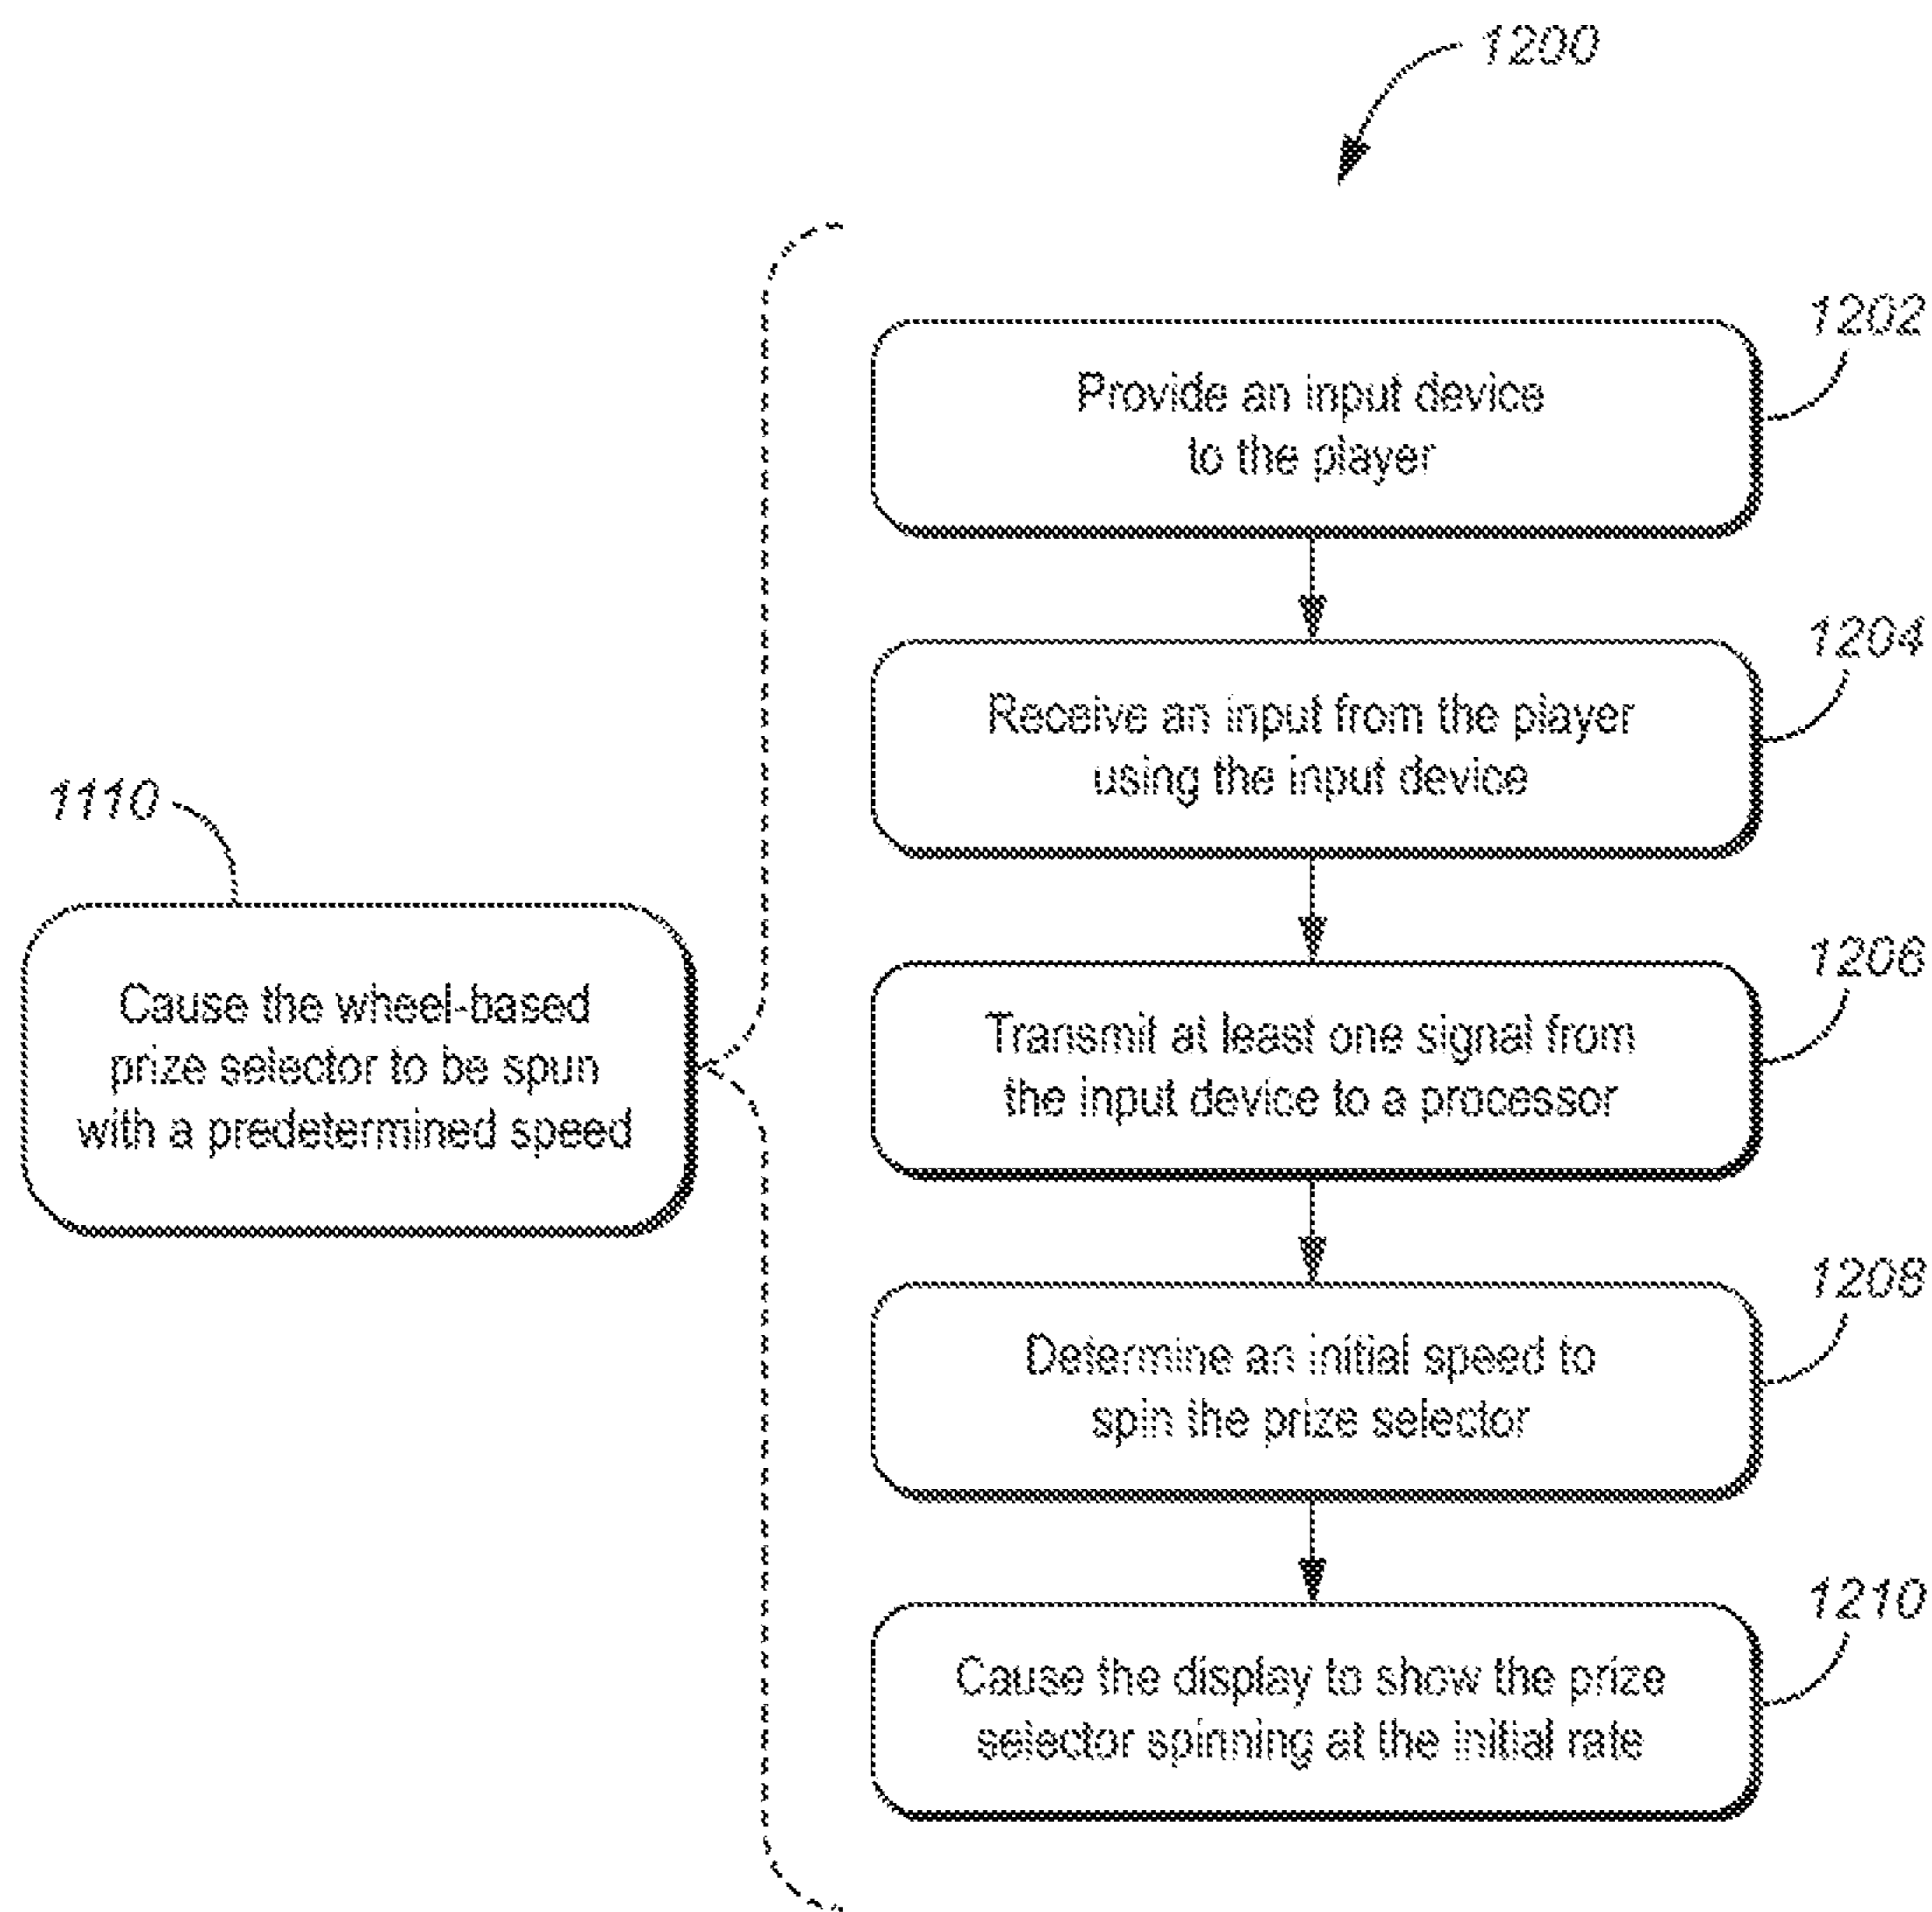 1200
1202
Provide an input device
to the player
1204
Receive an input from the player
using the input device
1110
Cause the wheel-based
prize selector to be spun
with a predetermined speed
1206
Transmit at least one signal from
the input device to a processor
1208
Determine an initial speed to
spin the prize selector
1210
Cause the display to show the prize
selector spinning at the initial rate